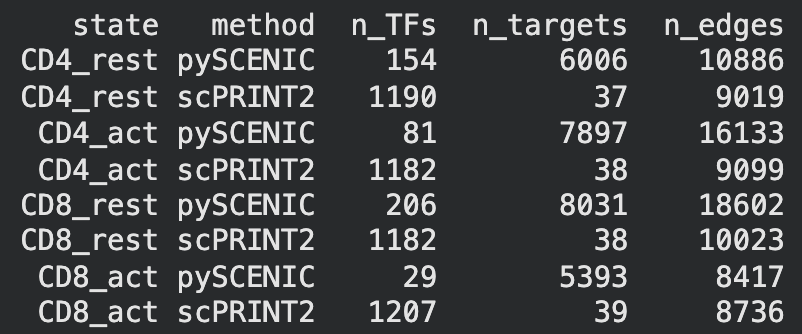 state method n_TFs n_targets n_edges
CD4_rest pySCENIC 154 6006 10886
CD4_rest scPRINT2 1190 37 9019
CD4_act pySCENIC 81 7897 16133
CD4_act scPRINT2 1182 38 9099
CD8_rest pySCENIC 206 8031 18602
CD8_rest scPRINT2 1182 38 10023
CD8_act pySCENIC 29 5393 8417
CD8_act scPRINT2 1207 39 8736